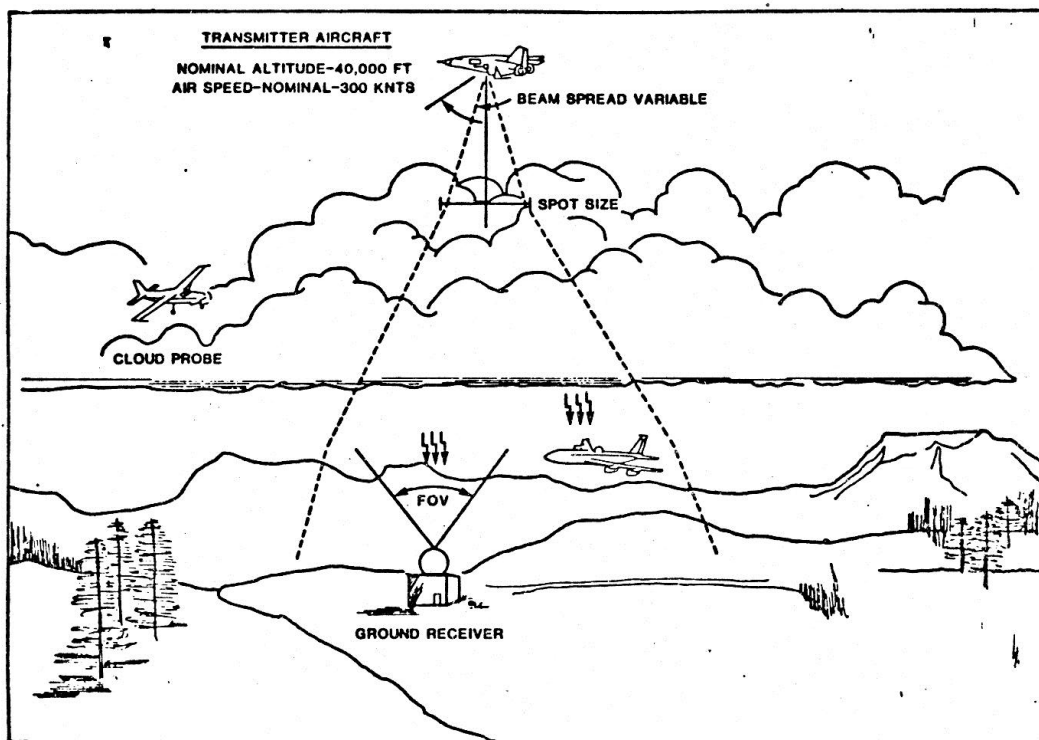 TRANSMITTER AIRCRAFT
NOMINAL ALTITUDE-40,000 FT
AIR SPEED-NOMINAL-300 KNTS
BEAM SPREAD VARIABLE
SPOT SIZE
CLOUD PROBE
FOV
GROUND RECEIVER